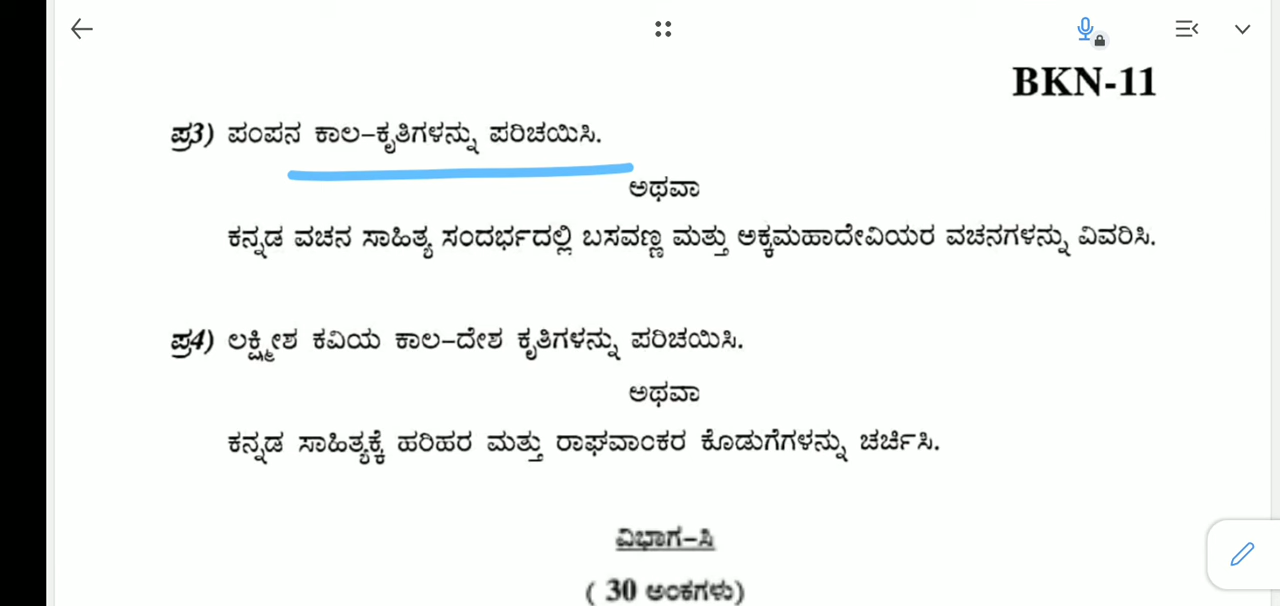 BKN-11
ಪ್ರ3) ಪಂಪನ ಕಾಲ-ಕೃತಿಗಳನ್ನು ಪರಿಚಯಿಸಿ.
ಅಥವಾ
ಕನ್ನಡ ವಚನ ಸಾಹಿತ್ಯ ಸಂದರ್ಭದಲ್ಲಿ ಬಸವಣ್ಣ ಮತ್ತು ಅಕ್ಕಮಹಾದೇವಿಯರ ವಚನಗಳನ್ನು ವಿವರಿಸಿ.
ಪ್ರ4) ಲಕ್ಷ್ಮೀಶ ಕವಿಯ ಕಾಲ-ದೇಶ ಕೃತಿಗಳನ್ನು ಪರಿಚಯಿಸಿ.
ಅಥವಾ
ಕನ್ನಡ ಸಾಹಿತ್ಯಕ್ಕೆ ಹರಿಹರ ಮತ್ತು ರಾಘವಾಂಕರ ಕೊಡುಗೆಗಳನ್ನು ಚರ್ಚಿಸಿ.
ವಿಭಾಗ-ಸಿ
( 30 ಅಂಕಗಳು)